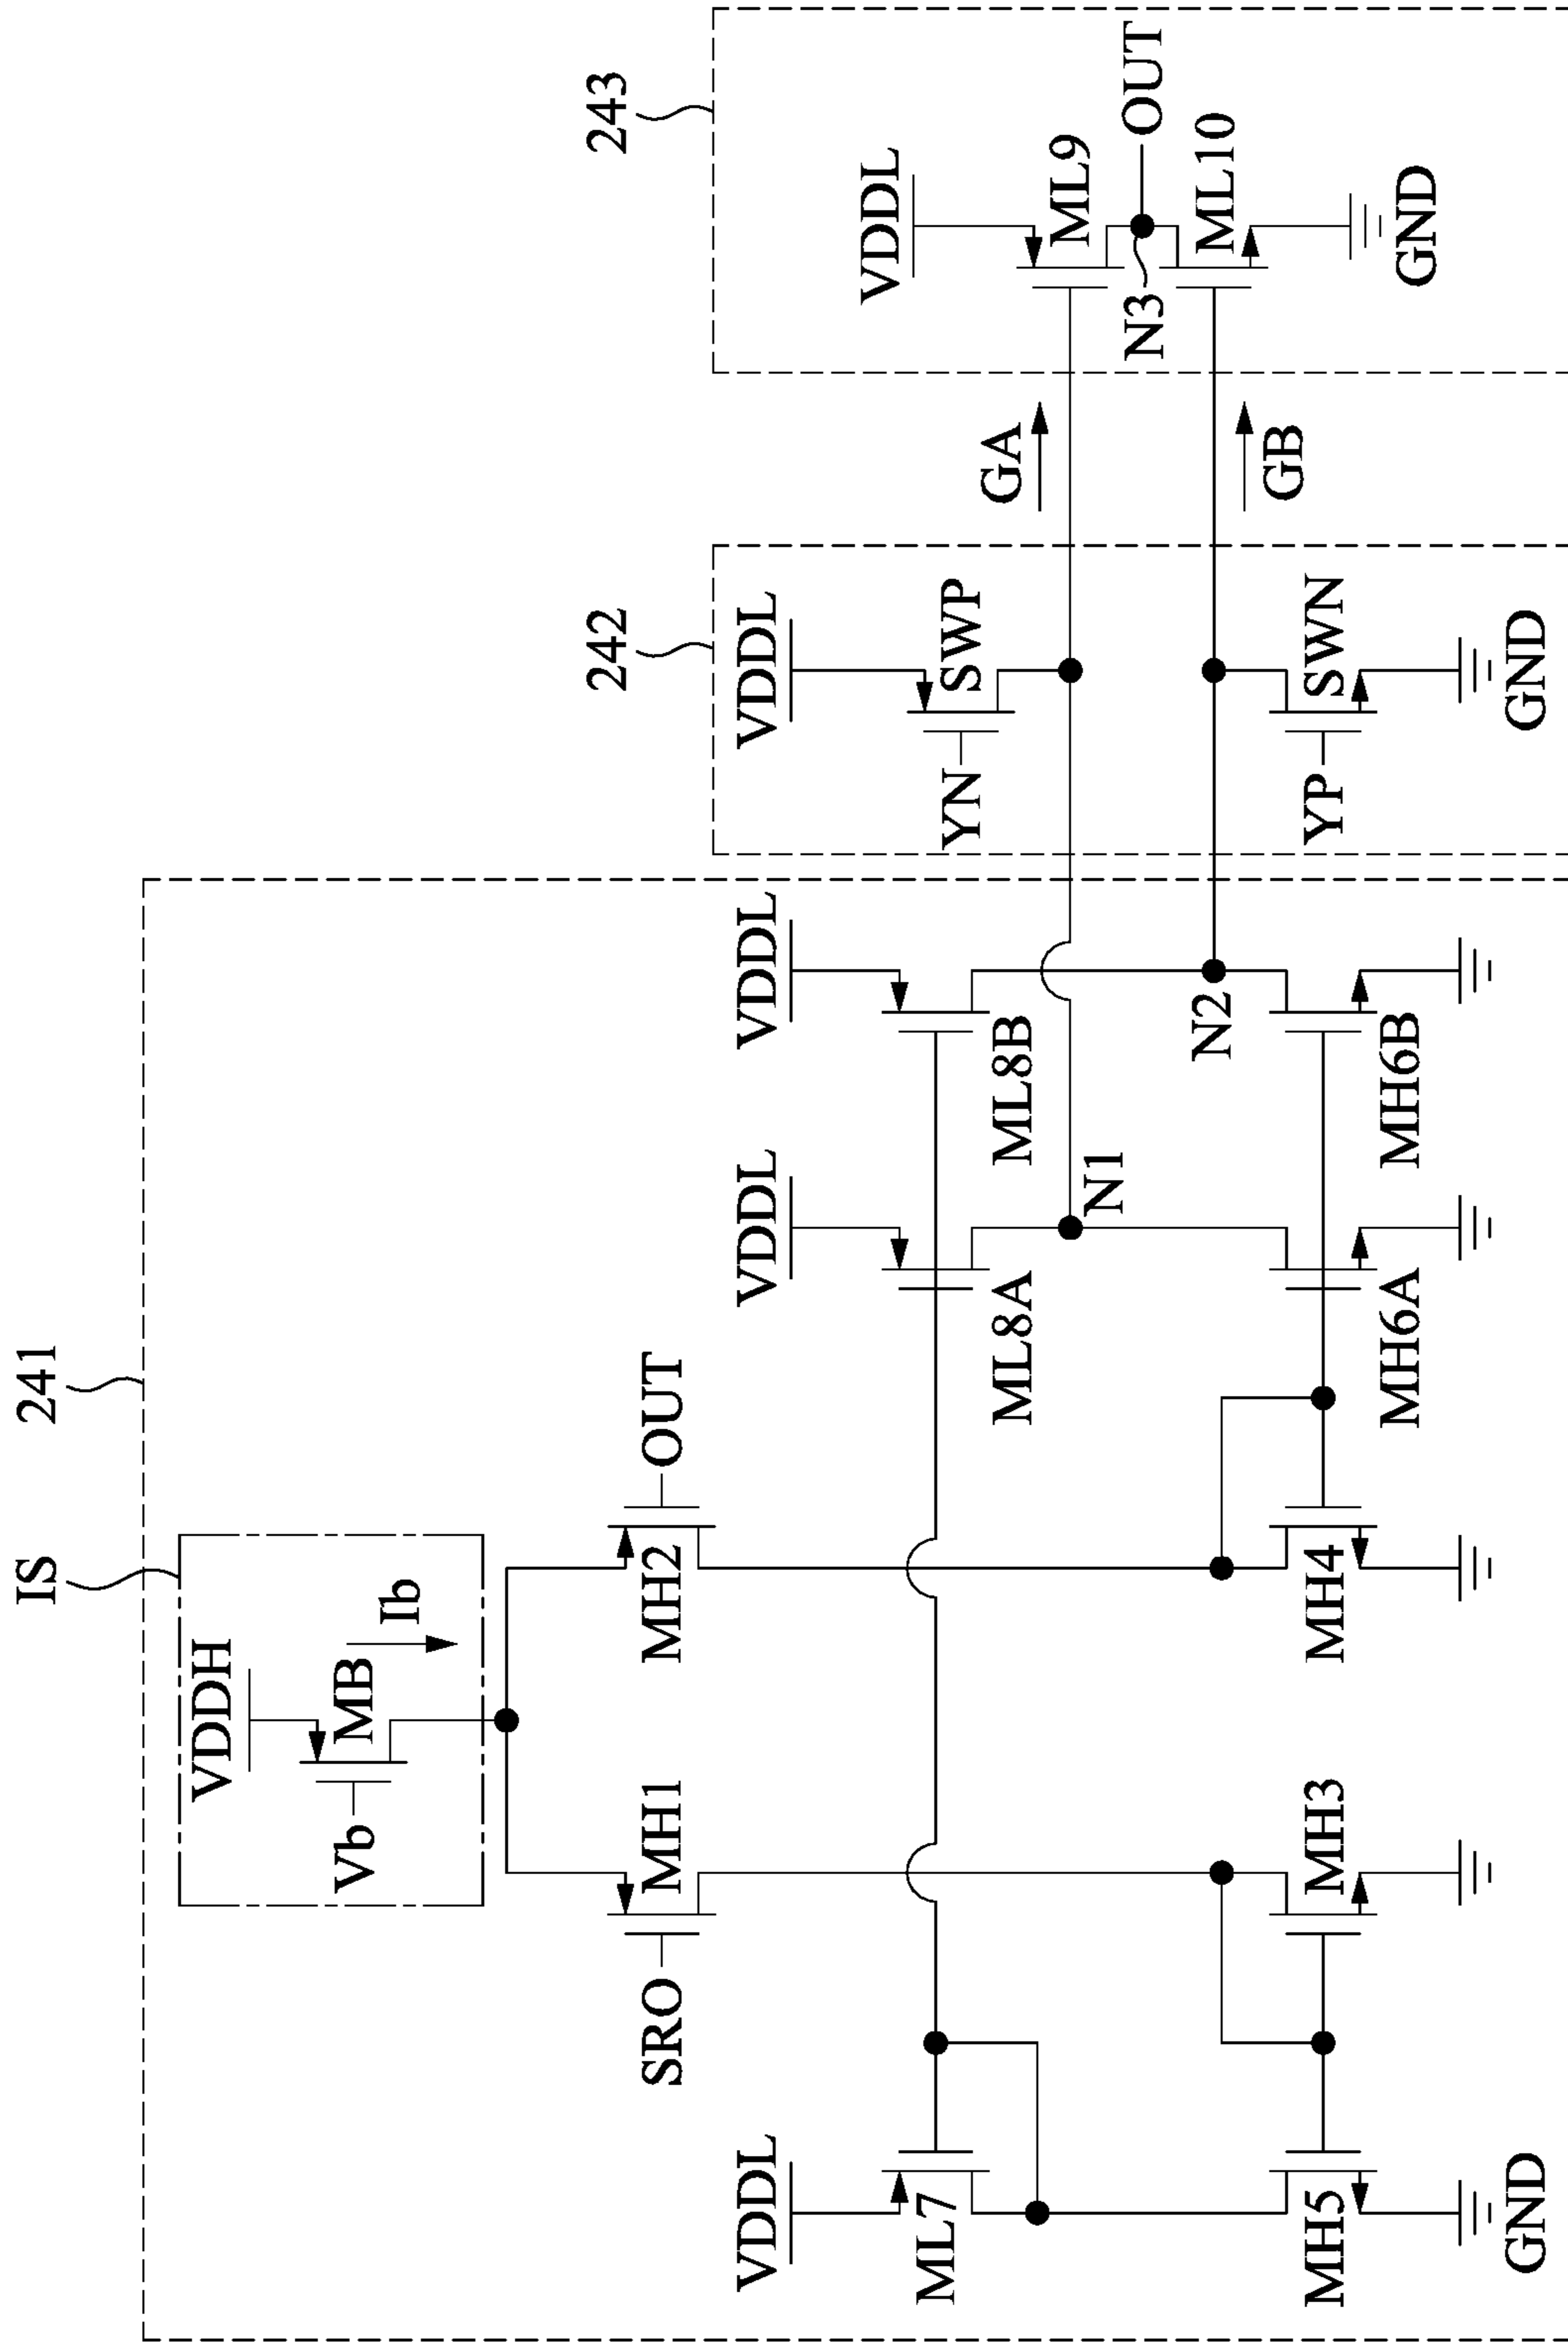 IS
241
VDDH
Vb
MB
Ib
SRO
MH1
MH2
OUT
VDDL
ML7
MH5
GND
MH3
MH4
VDDL
ML8A
N1
MH6A
VDDL
ML8B
N2
MH6B
242
VDDL
YN
SWP
YP
SWN
GND
GA
GB
243
VDDL
ML9
N3
OUT
ML10
GND